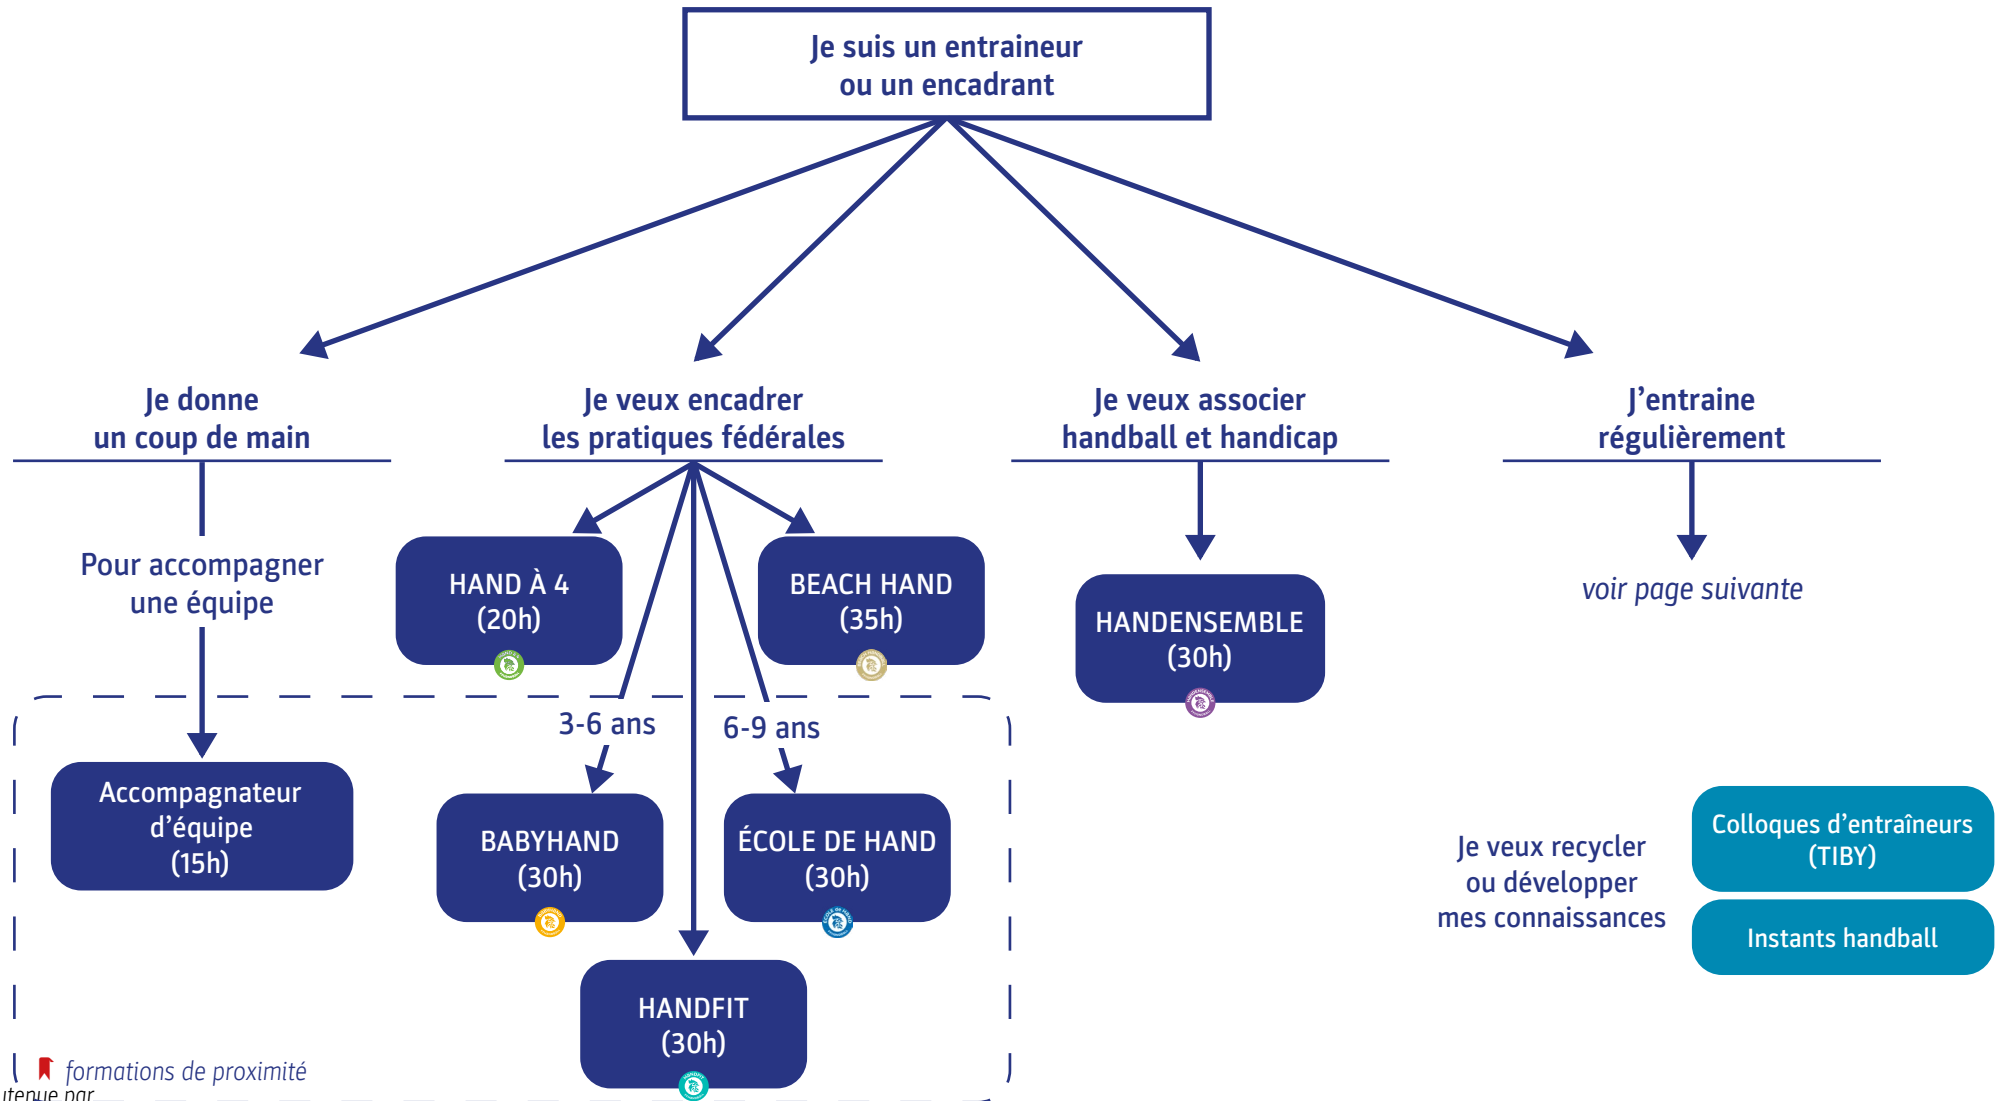 Je suis un entraineur
ou un encadrant
Je donne
un coup de main
Je veux encadrer
les pratiques fédérales
Je veux associer
handball et handicap
J’entraine
régulièrement
Pour accompagner
une équipe
HAND À 4
(20h)
BEACH HAND
(35h)
HANDENSEMBLE
(30h)
voir page suivante
3-6 ans
6-9 ans
Accompagnateur
d’équipe
(15h)
BABYHAND
(30h)
ÉCOLE DE HAND
(30h)
HANDFIT
(30h)
Je veux recycler
ou développer
mes connaissances
Colloques d’entraîneurs
(TIBY)
Instants handball
formations de proximité
utenue par